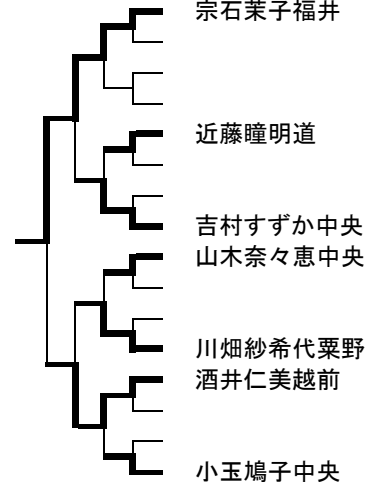 宗石茉子福井
近藤瞳明道
吉村すずか中央
山木奈々恵中央
川畑紗希代粟野
酒井仁美越前
小玉鳩子中央